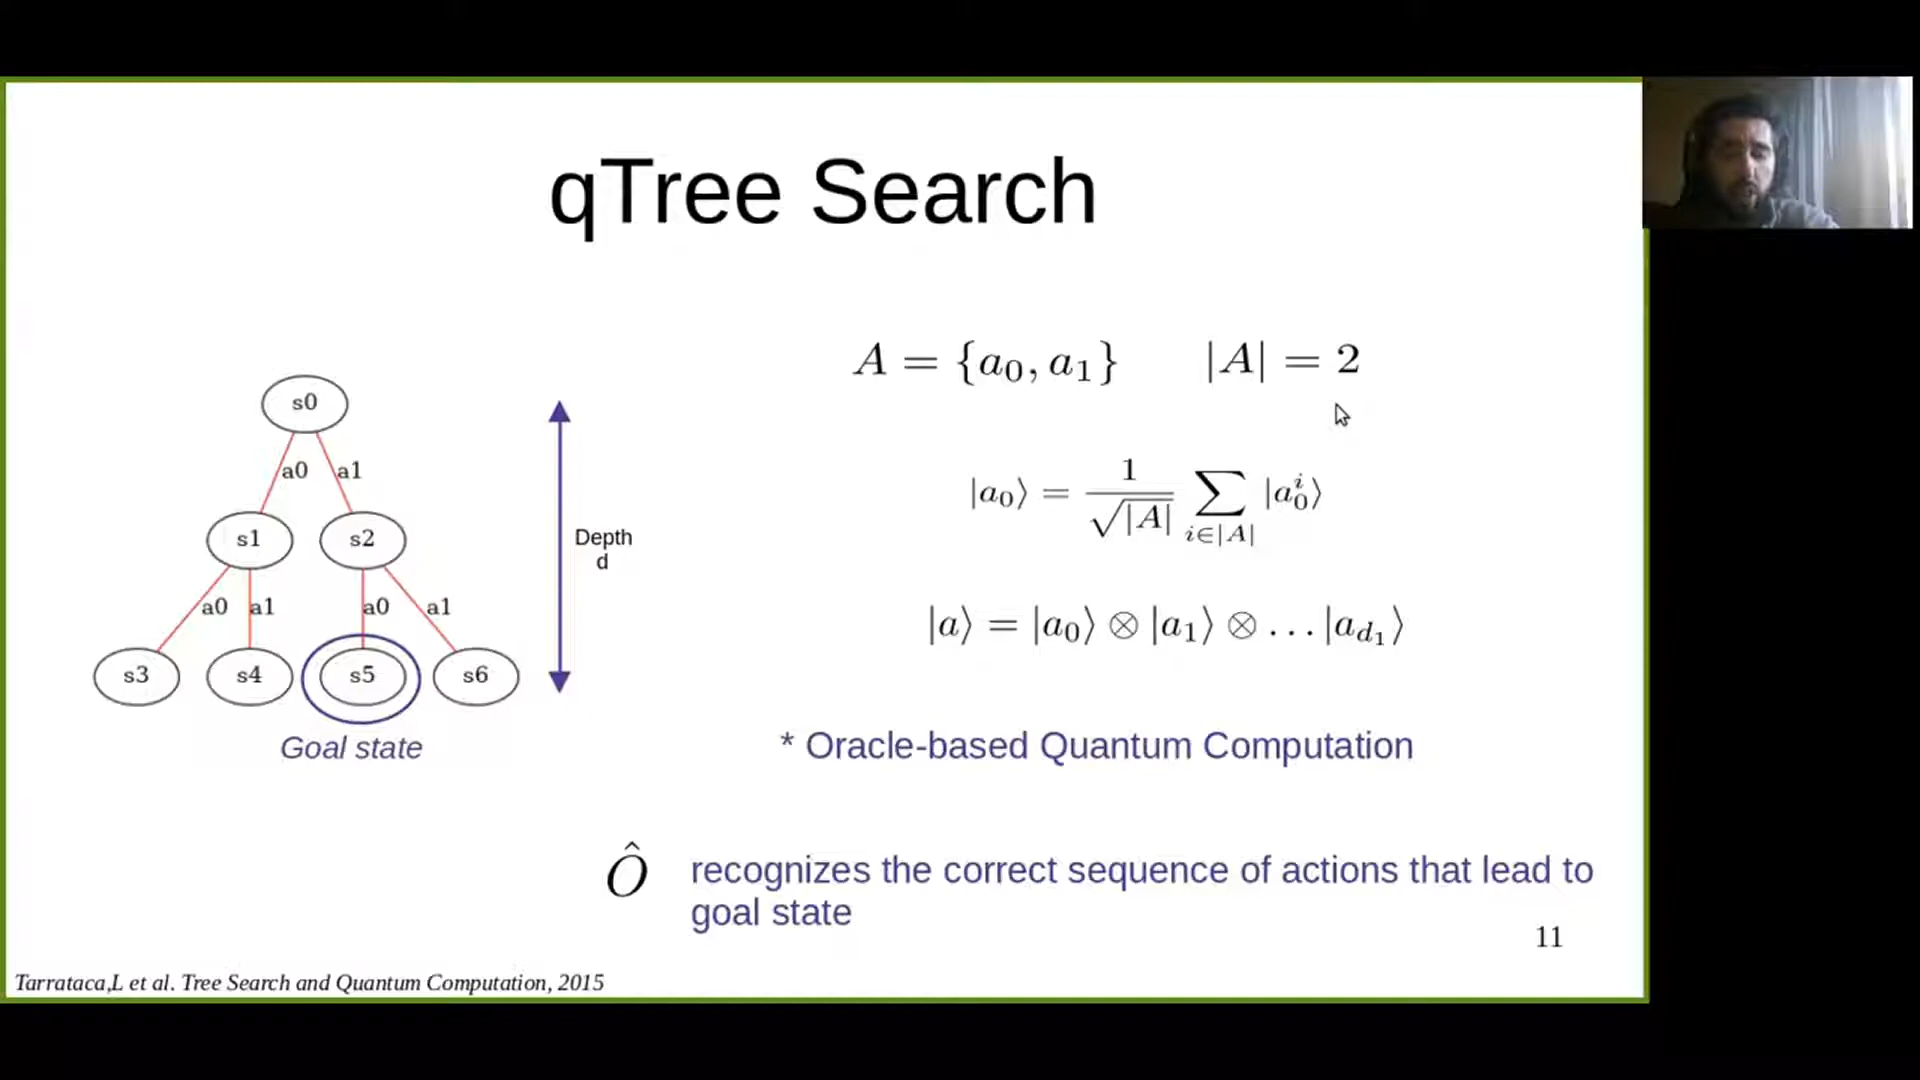 qTree Search
A = {a₀, a₁} |A| = 2
s0
a0 a1
s1 s2
a0 a1 a0 a1
s3 s4 s5 s6
Goal state
Depth
d
|a₀⟩ = 1/√|A| ∑_{i∈|A|} |a₀ⁱ⟩
|a⟩ = |a₀⟩ ⊗ |a₁⟩ ⊗ … |a_{d₁}⟩
* Oracle-based Quantum Computation
Ô recognizes the correct sequence of actions that lead to
goal state
11
Tarrataca,L et al. Tree Search and Quantum Computation, 2015